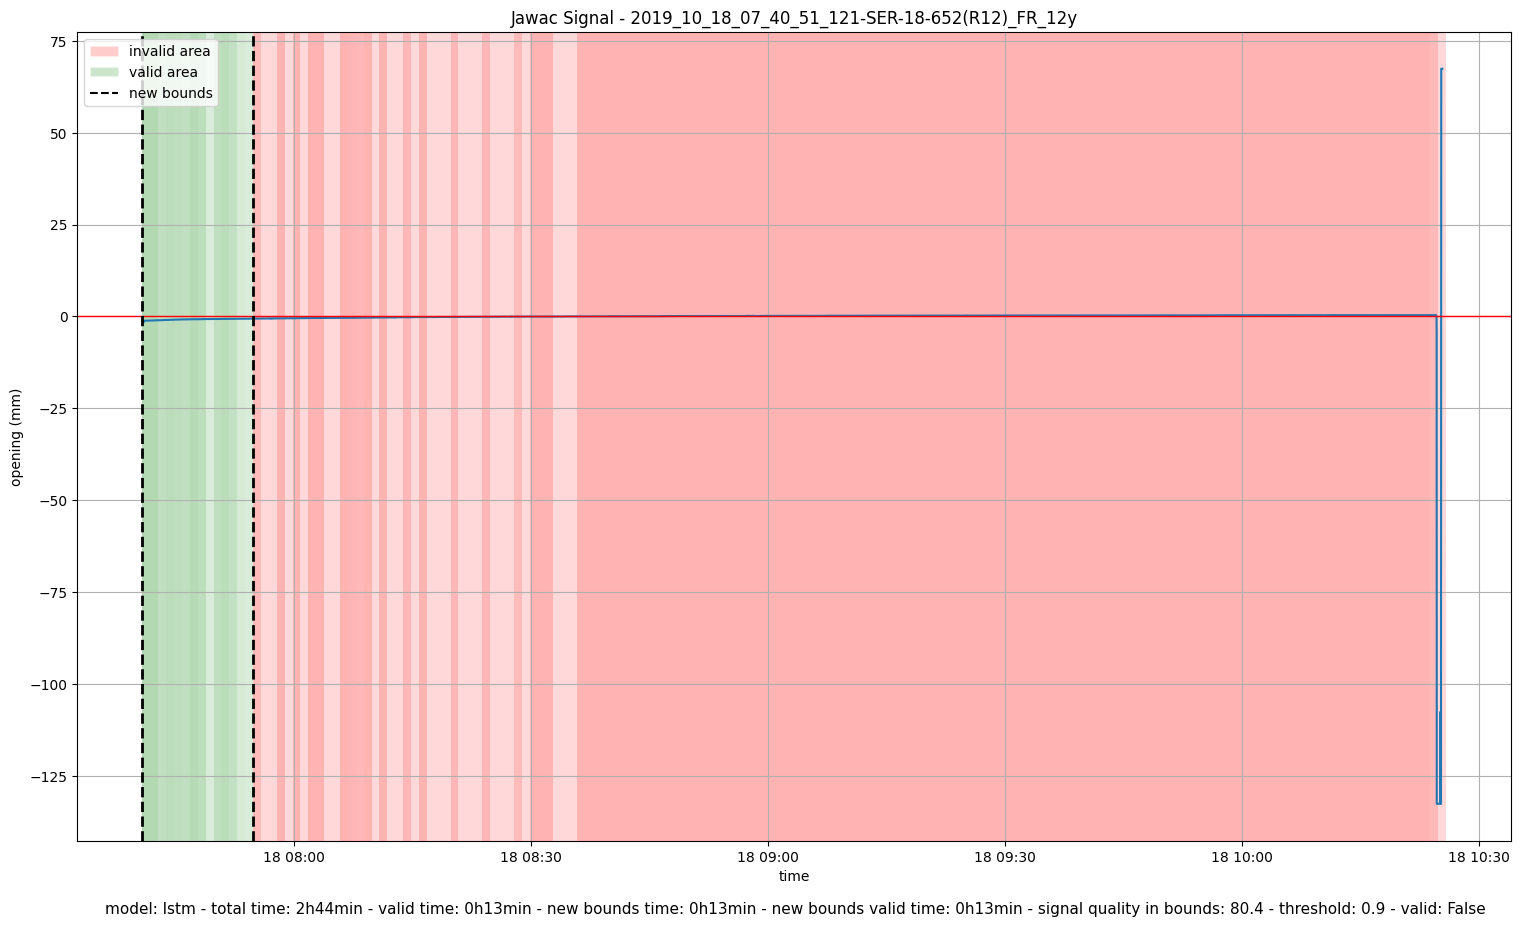 Jawac Signal - 2019_10_18_07_40_51_121-SER-18-652(R12)_FR_12y
invalid area
valid area
new bounds
75
50
25
0
−25
−50
−75
−100
−125
opening (mm)
18 08:00
18 08:30
18 09:00
18 09:30
18 10:00
18 10:30
time
model: lstm - total time: 2h44min - valid time: 0h13min - new bounds time: 0h13min - new bounds valid time: 0h13min - signal quality in bounds: 80.4 - threshold: 0.9 - valid: False